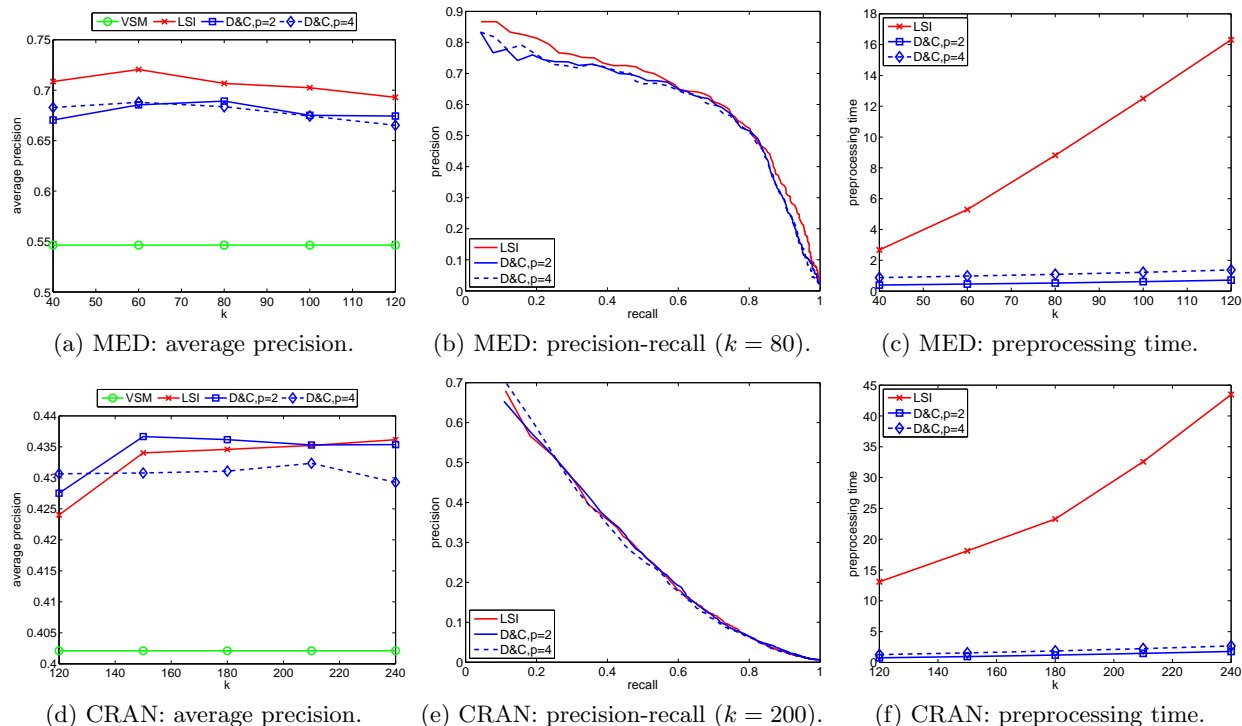 VSM LSI D&C,p=2 D&C,p=4
0.75
0.7
0.65
0.6
0.55
0.5
average precision
40 50 60 70 80 90 100 110 120
k
(a) MED: average precision.
1
0.9
0.8
0.7
0.6
0.5
0.4
0.3
0.2
0.1
0
precision
LSI
D&C,p=2
D&C,p=4
0 0.2 0.4 0.6 0.8 1
recall
(b) MED: precision-recall (k = 80).
18
16
14
12
10
8
6
4
2
0
preprocessing time
LSI
D&C,p=2
D&C,p=4
40 50 60 70 80 90 100 110 120
k
(c) MED: preprocessing time.
VSM LSI D&C,p=2 D&C,p=4
0.44
0.435
0.43
0.425
0.42
0.415
0.41
0.405
0.4
average precision
120 140 160 180 200 220 240
k
(d) CRAN: average precision.
0.7
0.6
0.5
0.4
0.3
0.2
0.1
0
precision
LSI
D&C,p=2
D&C,p=4
0 0.2 0.4 0.6 0.8 1
recall
(e) CRAN: precision-recall (k = 200).
45
40
35
30
25
20
15
10
5
0
preprocessing time
LSI
D&C,p=2
D&C,p=4
120 140 160 180 200 220 240
k
(f) CRAN: preprocessing time.